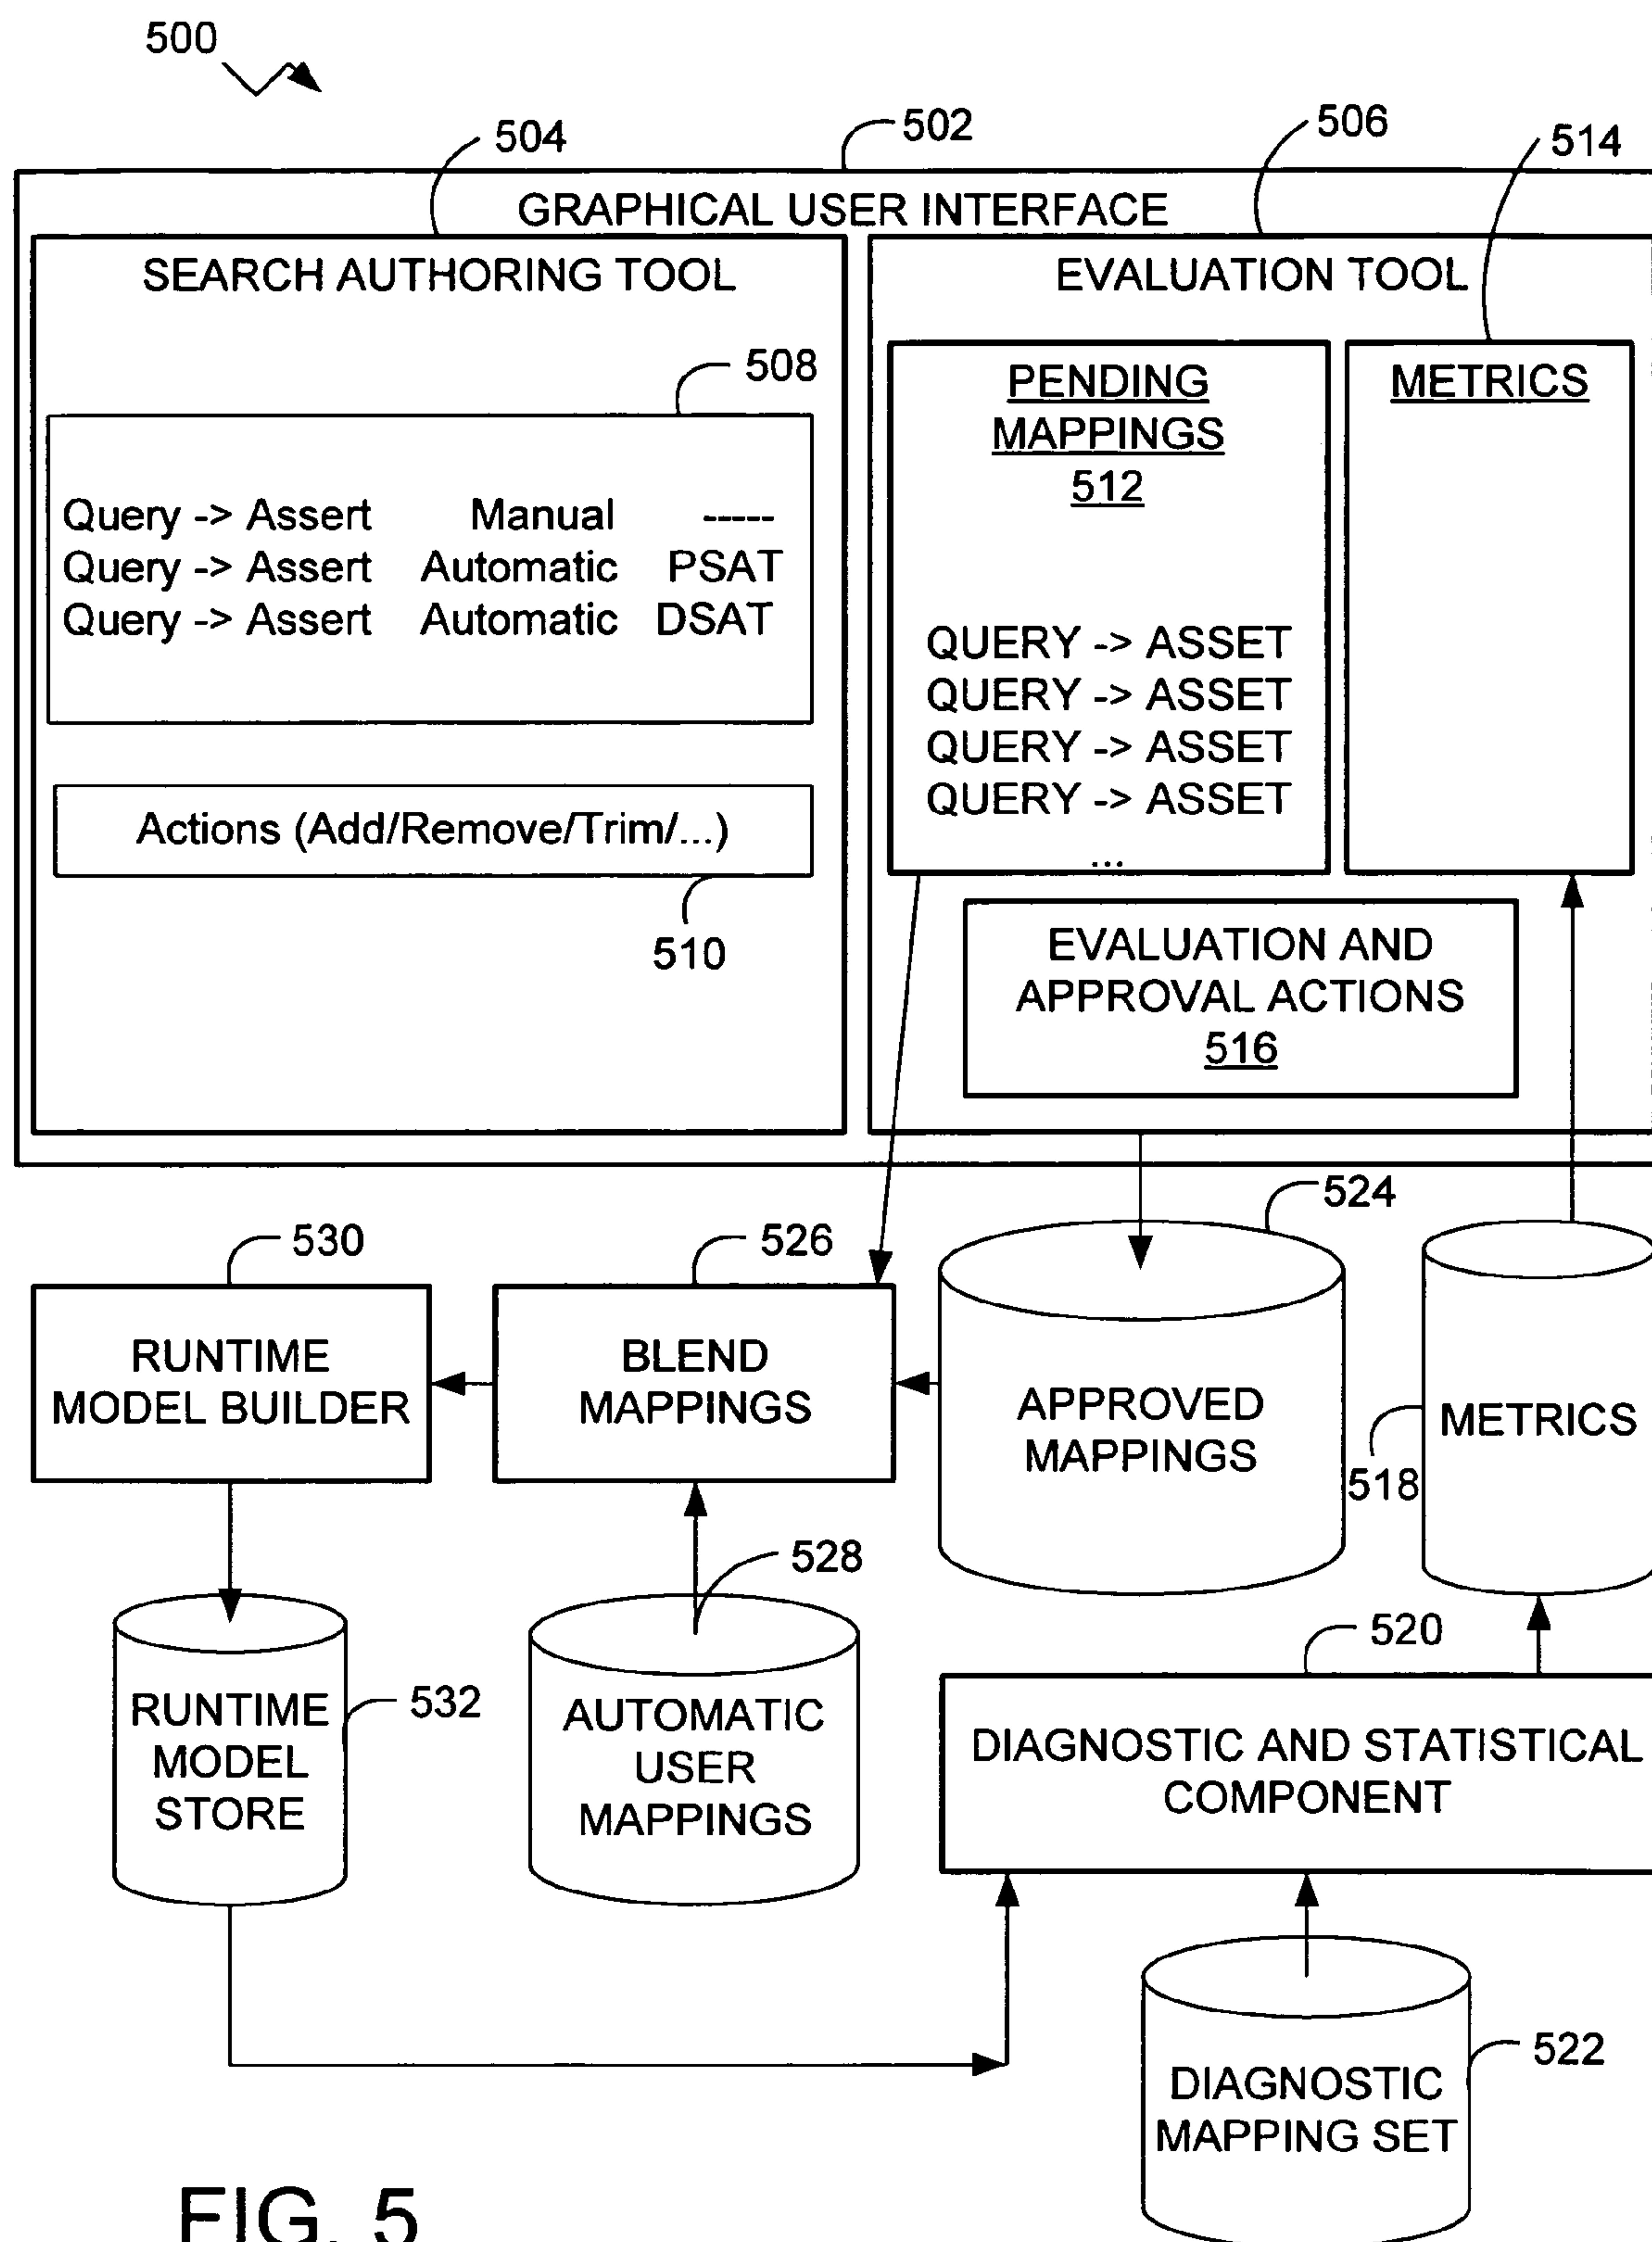 500
504
502
506
514
GRAPHICAL USER INTERFACE
SEARCH AUTHORING TOOL
508
Query -> Assert Manual -----
Query -> Assert Automatic PSAT
Query -> Assert Automatic DSAT
Actions (Add/Remove/Trim/...)
510
EVALUATION TOOL
PENDING
MAPPINGS
512
QUERY -> ASSET
QUERY -> ASSET
QUERY -> ASSET
QUERY -> ASSET
...
METRICS
EVALUATION AND
APPROVAL ACTIONS
516
530
RUNTIME
MODEL BUILDER
526
BLEND
MAPPINGS
524
APPROVED
MAPPINGS
518
METRICS
532
RUNTIME
MODEL
STORE
528
AUTOMATIC
USER
MAPPINGS
520
DIAGNOSTIC AND STATISTICAL
COMPONENT
522
DIAGNOSTIC
MAPPING SET
FIG. 5